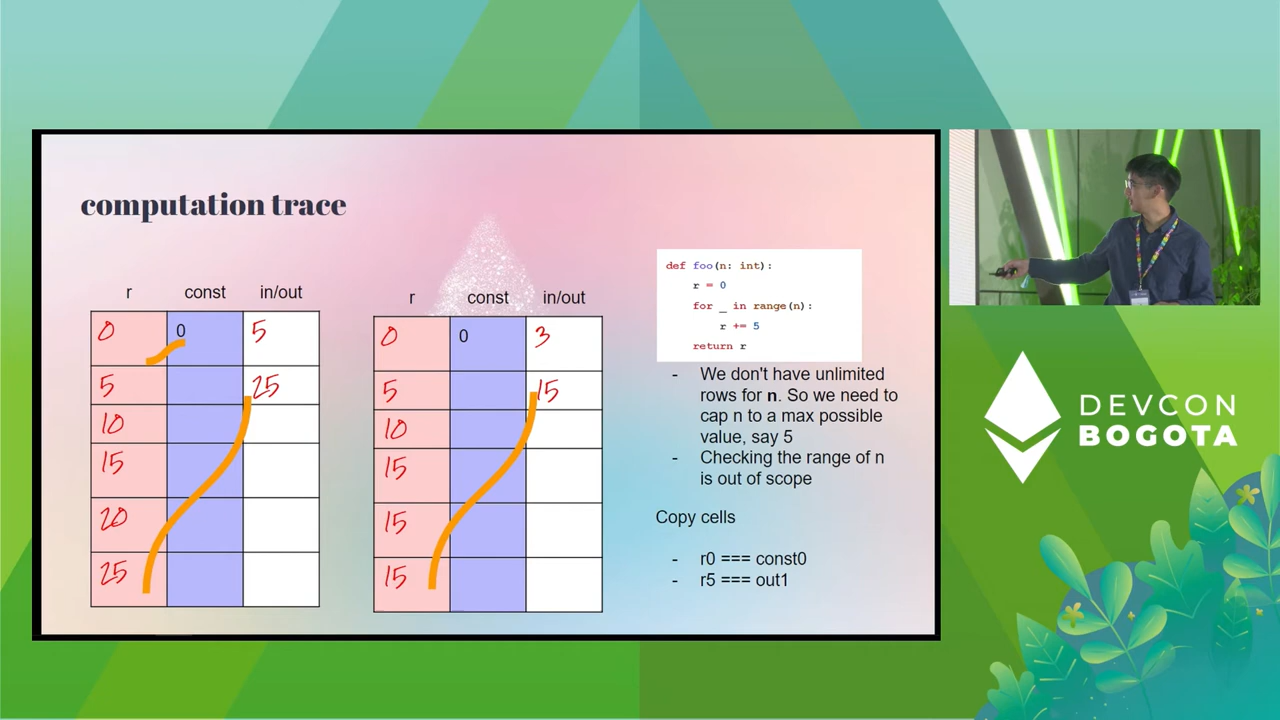 computation trace
r const in/out
0 0 5
5 25
10
15
20
25
r const in/out
0 0 3
5 15
10
15
15
15
def foo(n: int):
r = 0
for _ in range(n):
r += 5
return r
- We don't have unlimited
rows for n. So we need to
cap n to a max possible
value, say 5
- Checking the range of n
is out of scope
Copy cells
- r0 === const0
- r5 === out1
DEVCON
BOGOTA